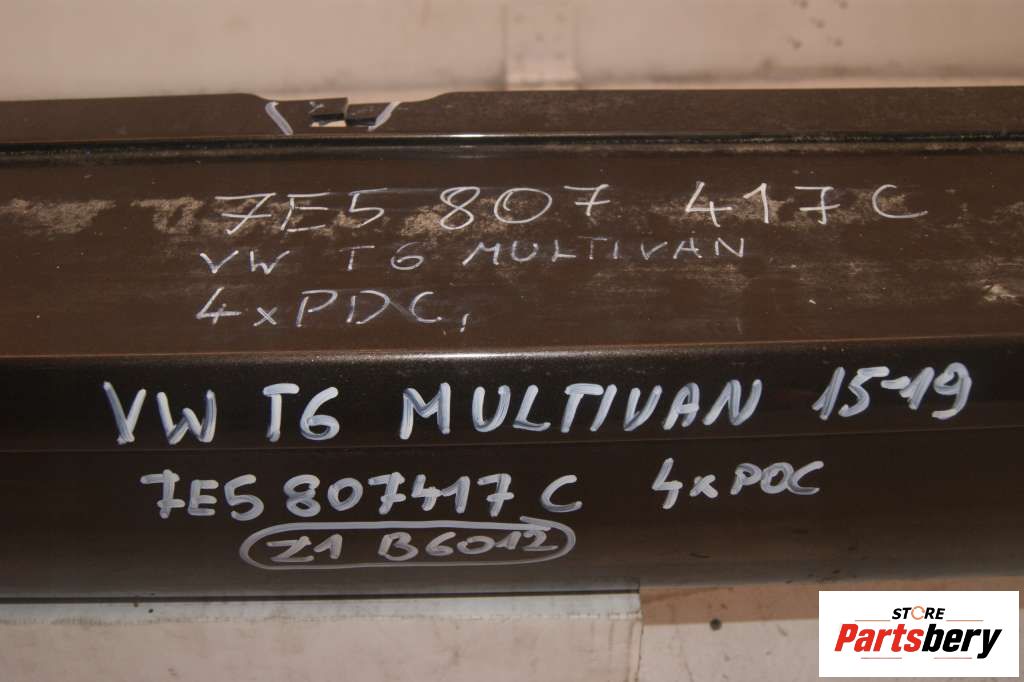 7E5 807 417 C
VW T6 MULTIVAN
4xPDC,
VW T6 MULTIVAN 15-19
7E5 807417 C 4xPDC
Z1 B6012
STORE
Partsbery